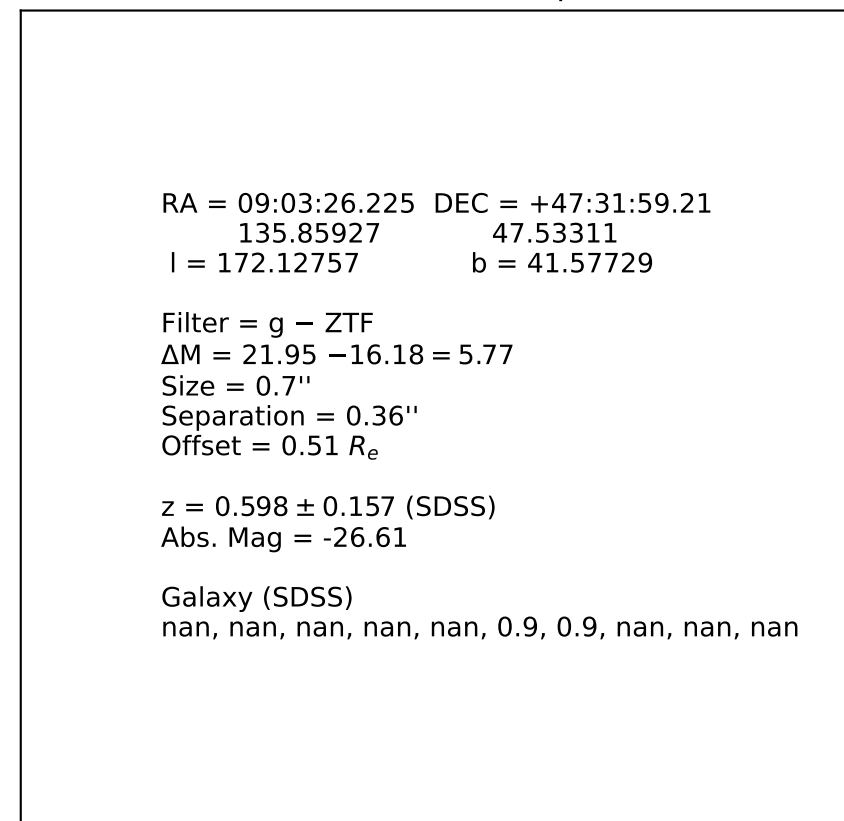 RA = 09:03:26.225 DEC = +47:31:59.21
135.85927 47.53311
l = 172.12757 b = 41.57729
Filter = g − ZTF
ΔM = 21.95 −16.18 = 5.77
Size = 0.7''
Separation = 0.36''
Offset = 0.51 Rₑ
z = 0.598 ± 0.157 (SDSS)
Abs. Mag = -26.61
Galaxy (SDSS)
nan, nan, nan, nan, nan, 0.9, 0.9, nan, nan, nan